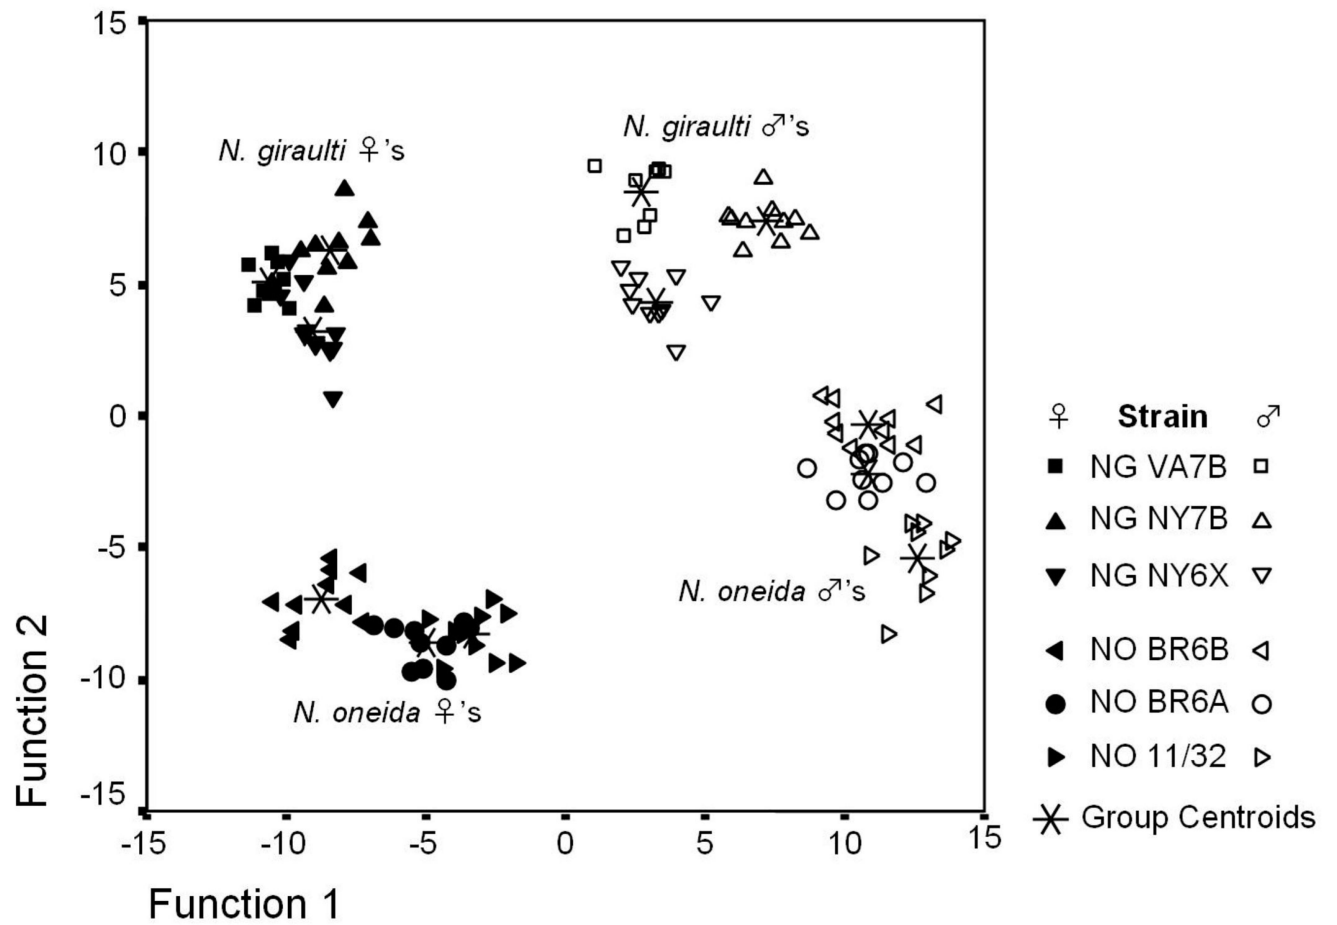 15
10
5
0
-5
-10
-15
-15
-10
-5
0
5
10
15
Function 2
Function 1
N. giraulti ♀'s
N. giraulti ♂'s
N. oneida ♂'s
N. oneida ♀'s
♀ Strain ♂
NG VA7B
NG NY7B
NG NY6X
NO BR6B
NO BR6A
NO 11/32
Group Centroids